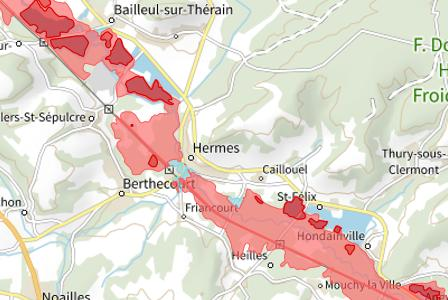 Bailleul-sur-Thérain
ur-
F. Do
H
Froid
lers-St-Sépulcre
Hermes
Thury-sous-
Clermont
Caillouel
Berthecourt
St-Félix
hon
Friancourt
Hondainville
Heilles
Mouchy la Ville
Noailles